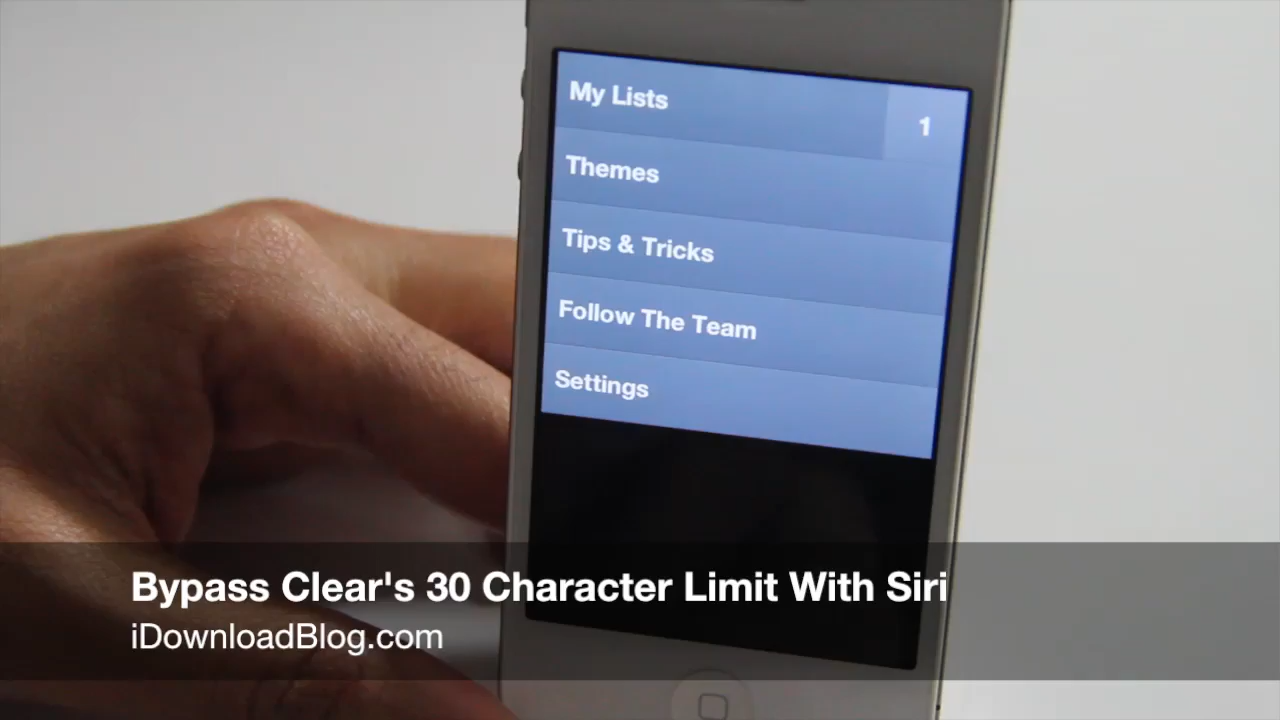 My Lists
1
Themes
Tips & Tricks
Follow The Team
Settings
Bypass Clear's 30 Character Limit With Siri
iDownloadBlog.com